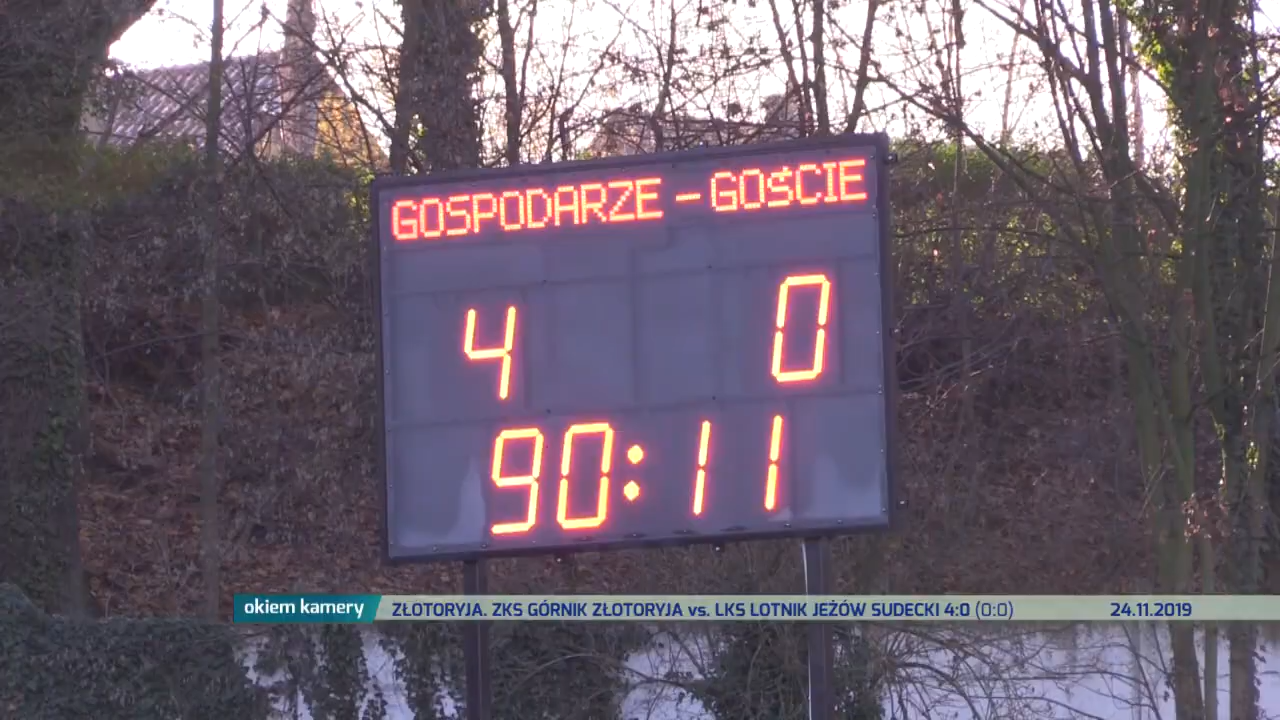 GOSPODARZE - GOŚCIE
4 0
90:11
okiem kamery ZŁOTORYJA. ZKS GÓRNIK ZŁOTORYJA vs. LKS LOTNIK JEŻÓW SUDECKI 4:0 (0:0) 24.11.2019